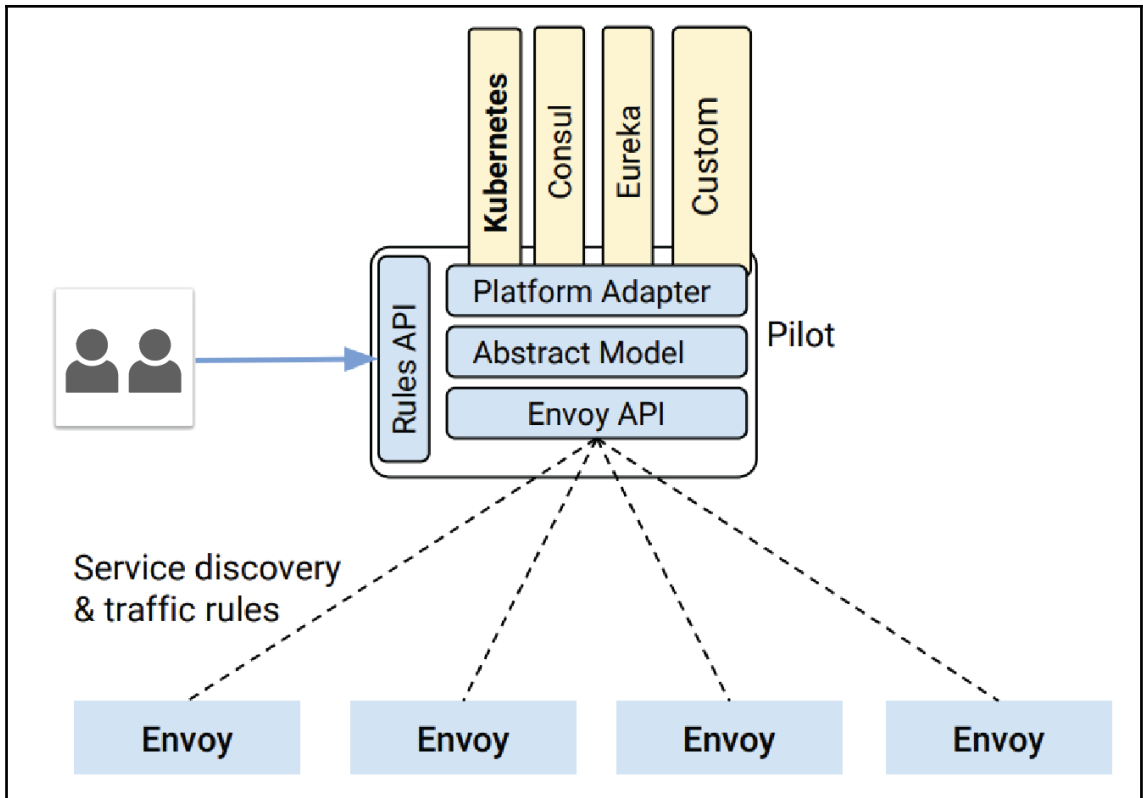 Kubernetes
Consul
Eureka
Custom
Rules API
Platform Adapter
Abstract Model
Envoy API
Pilot
Service discovery
& traffic rules
Envoy
Envoy
Envoy
Envoy